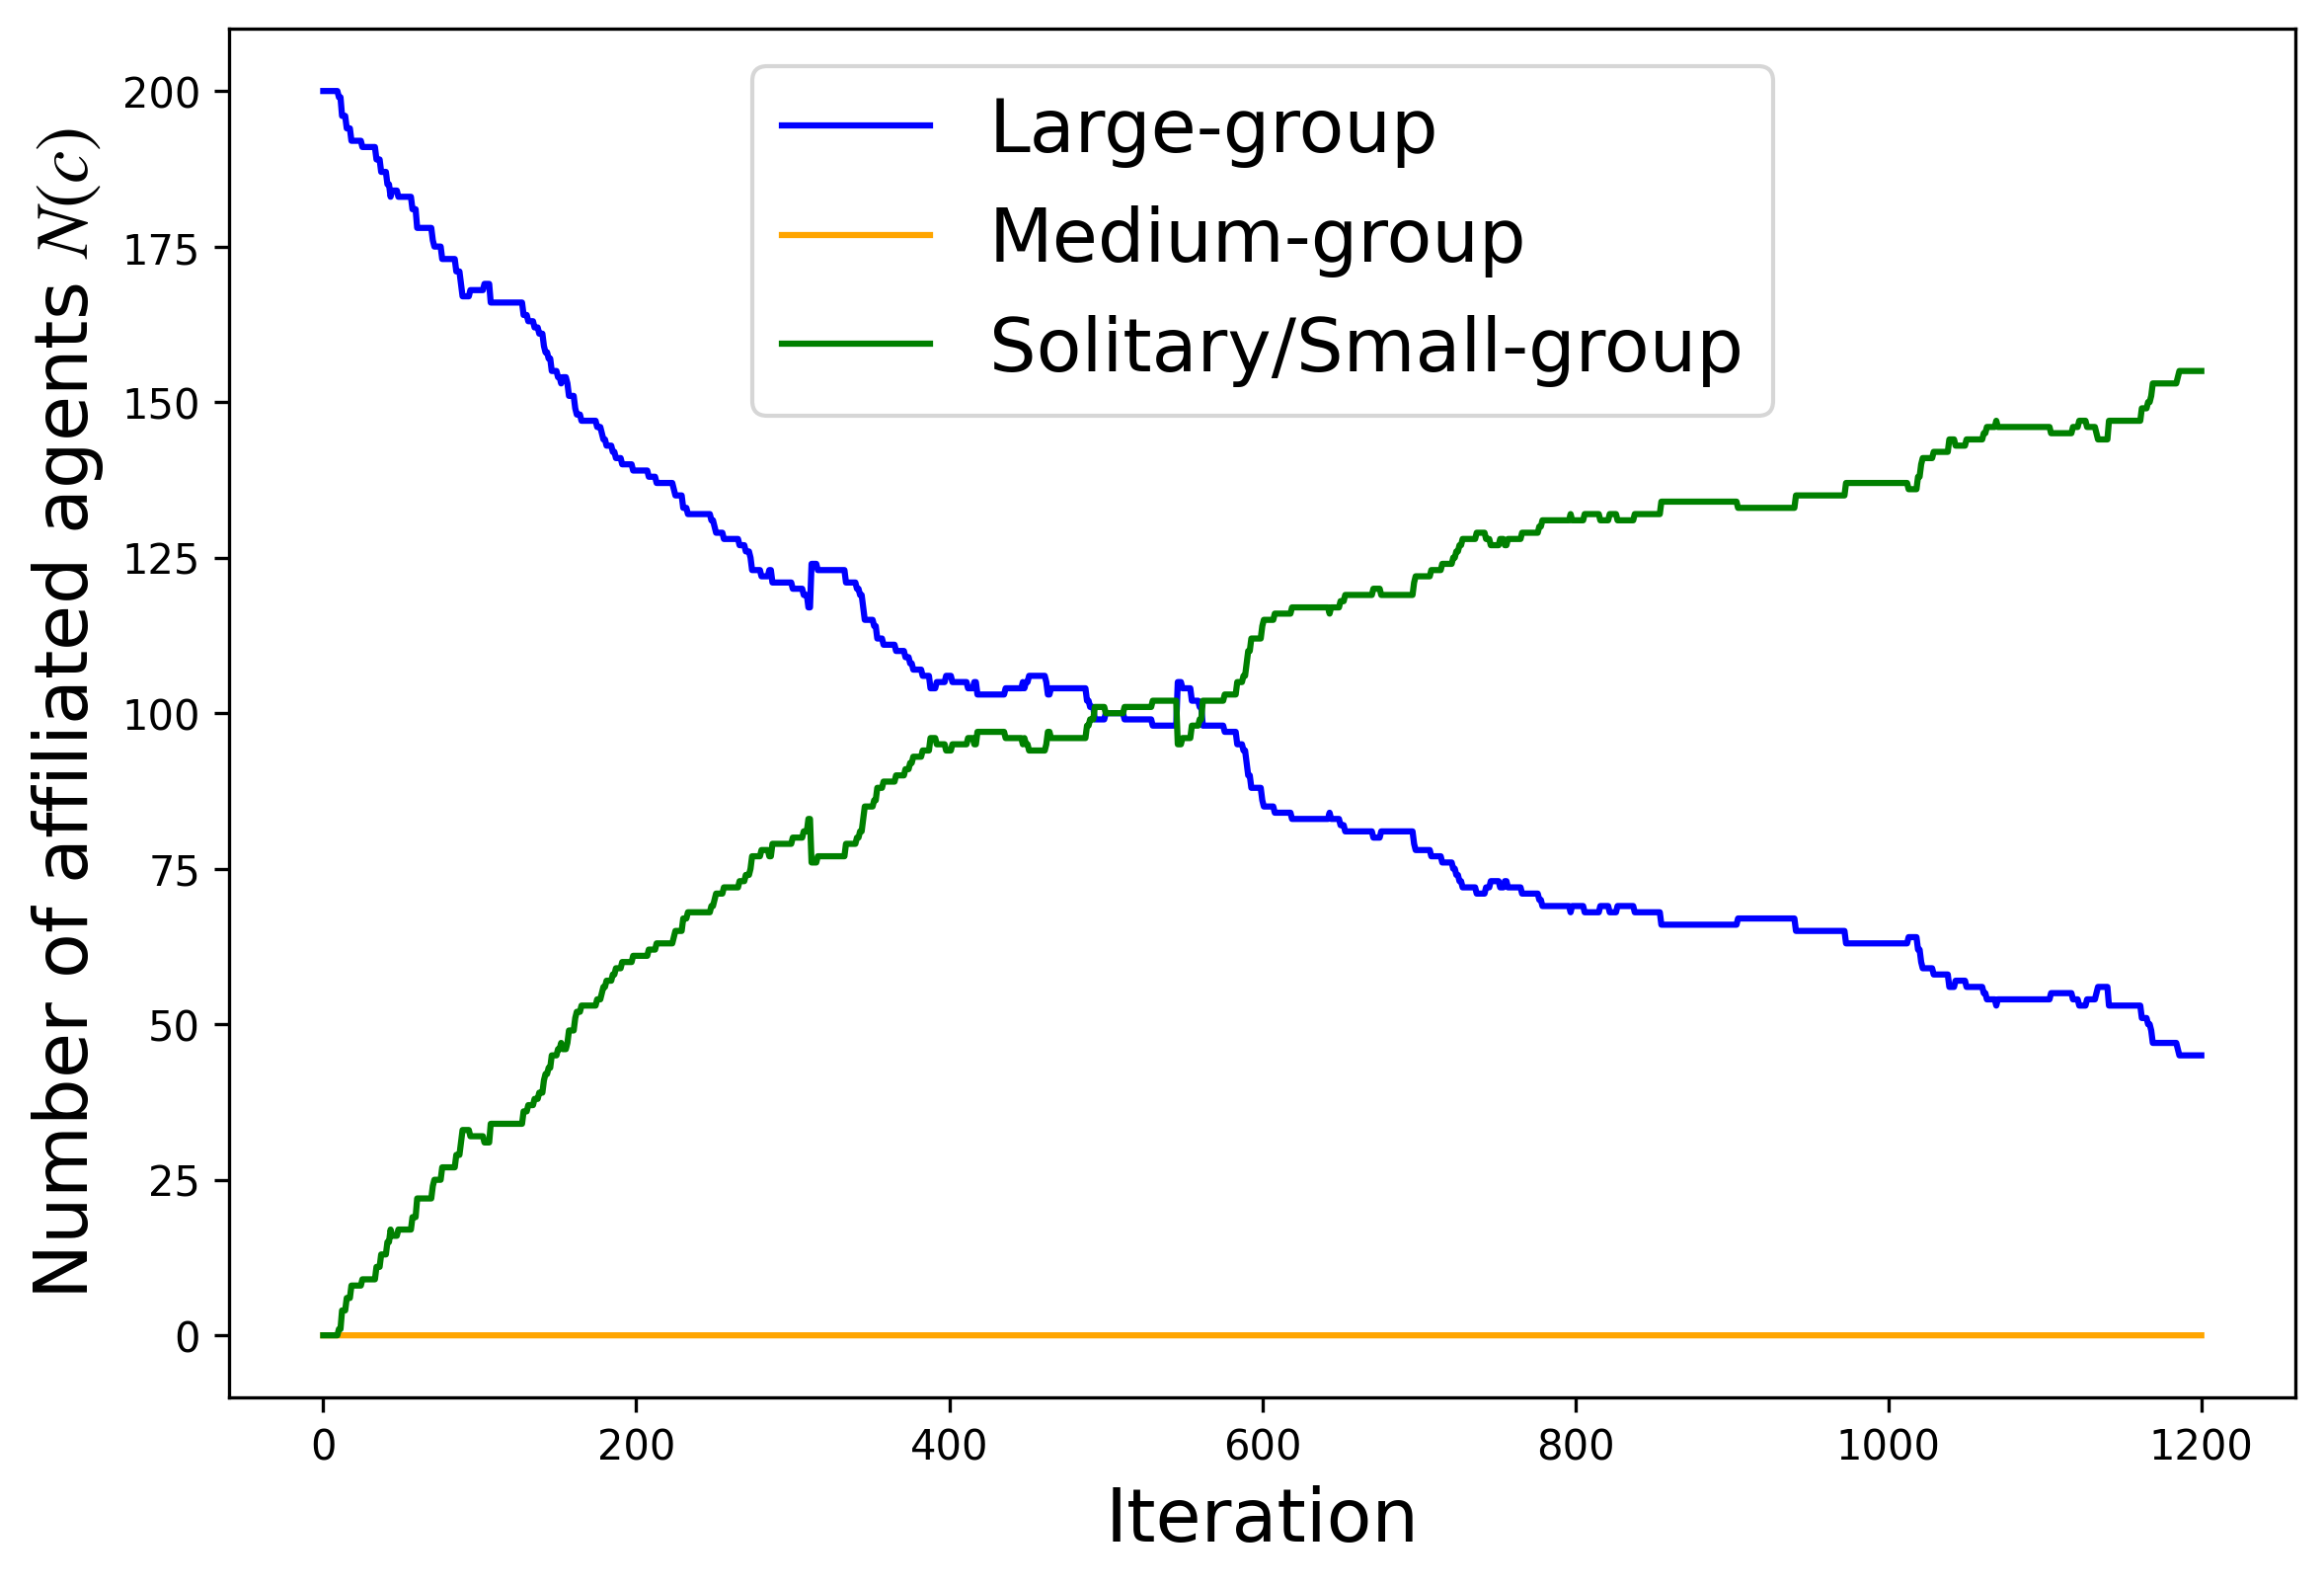 Number of affiliated agents N(c)
200
175
150
125
100
75
50
25
0
Large-group
Medium-group
Solitary/Small-group
0 200 400 600 800 1000 1200
Iteration